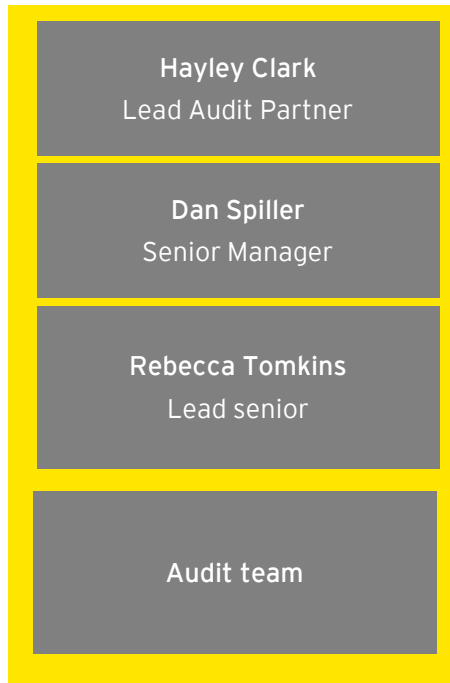 Hayley Clark
Lead Audit Partner
Dan Spiller
Senior Manager
Rebecca Tomkins
Lead senior
Audit team